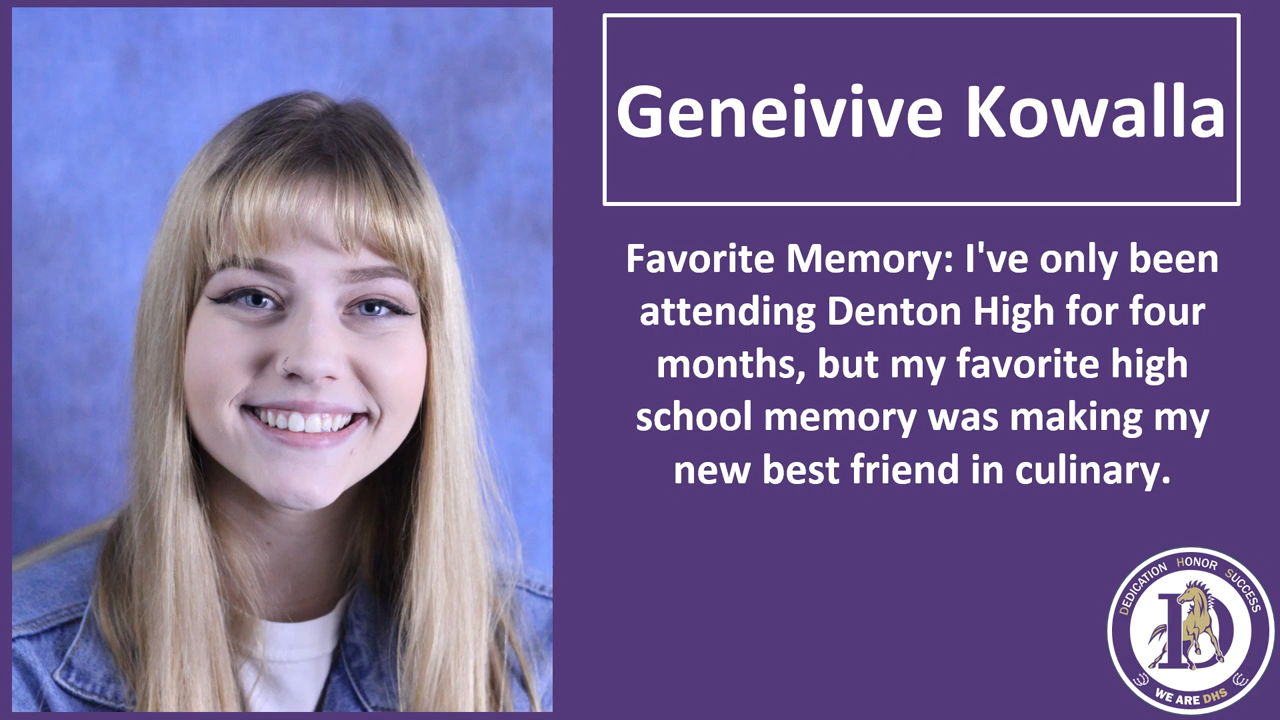 Geneivive Kowalla
Favorite Memory: I've only been
attending Denton High for four
months, but my favorite high
school memory was making my
new best friend in culinary.
DEDICATION HONOR SUCCESS
D
WE ARE DHS